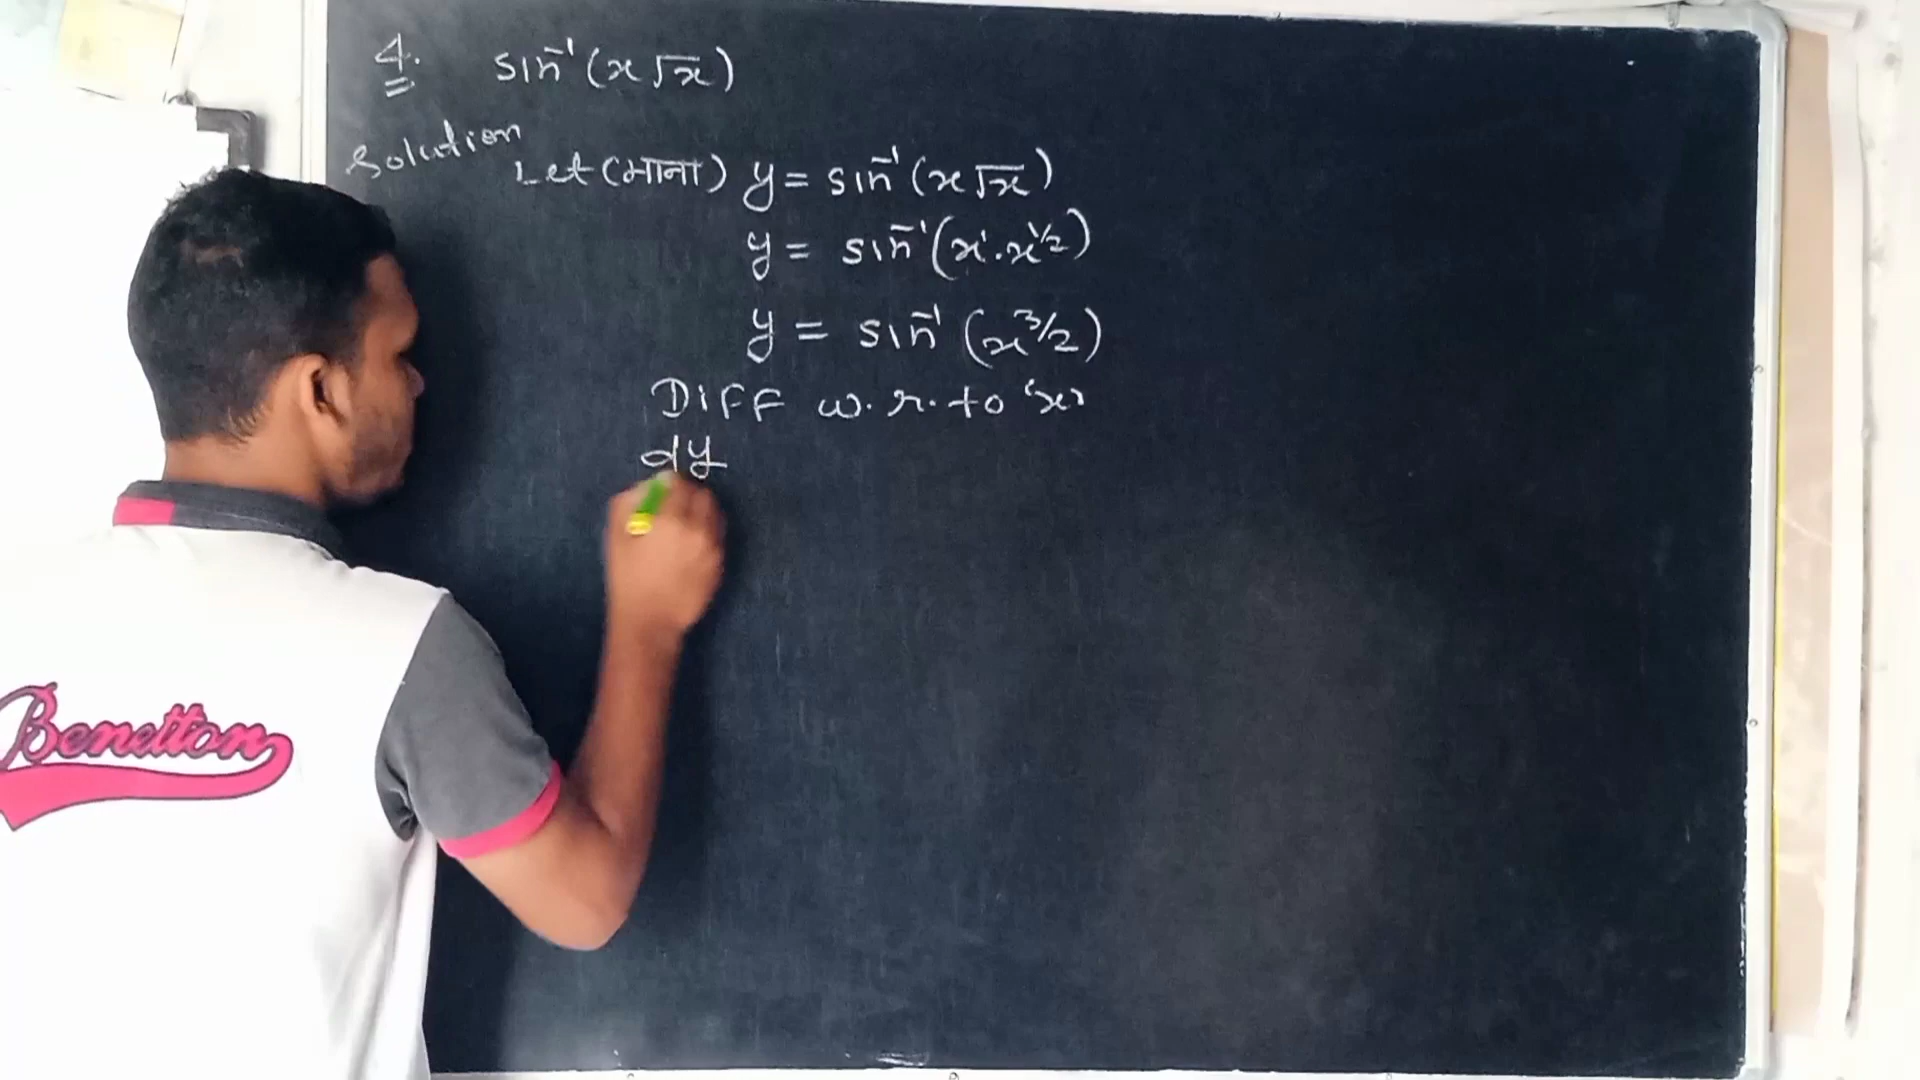 4. sin⁻¹(x√x)
Solution
Let (माना) y = sin⁻¹(x√x)
y = sin⁻¹(x¹·x^1/2)
y = sin⁻¹(x^3/2)
Diff w.r.to 'x'
dy
Benetton